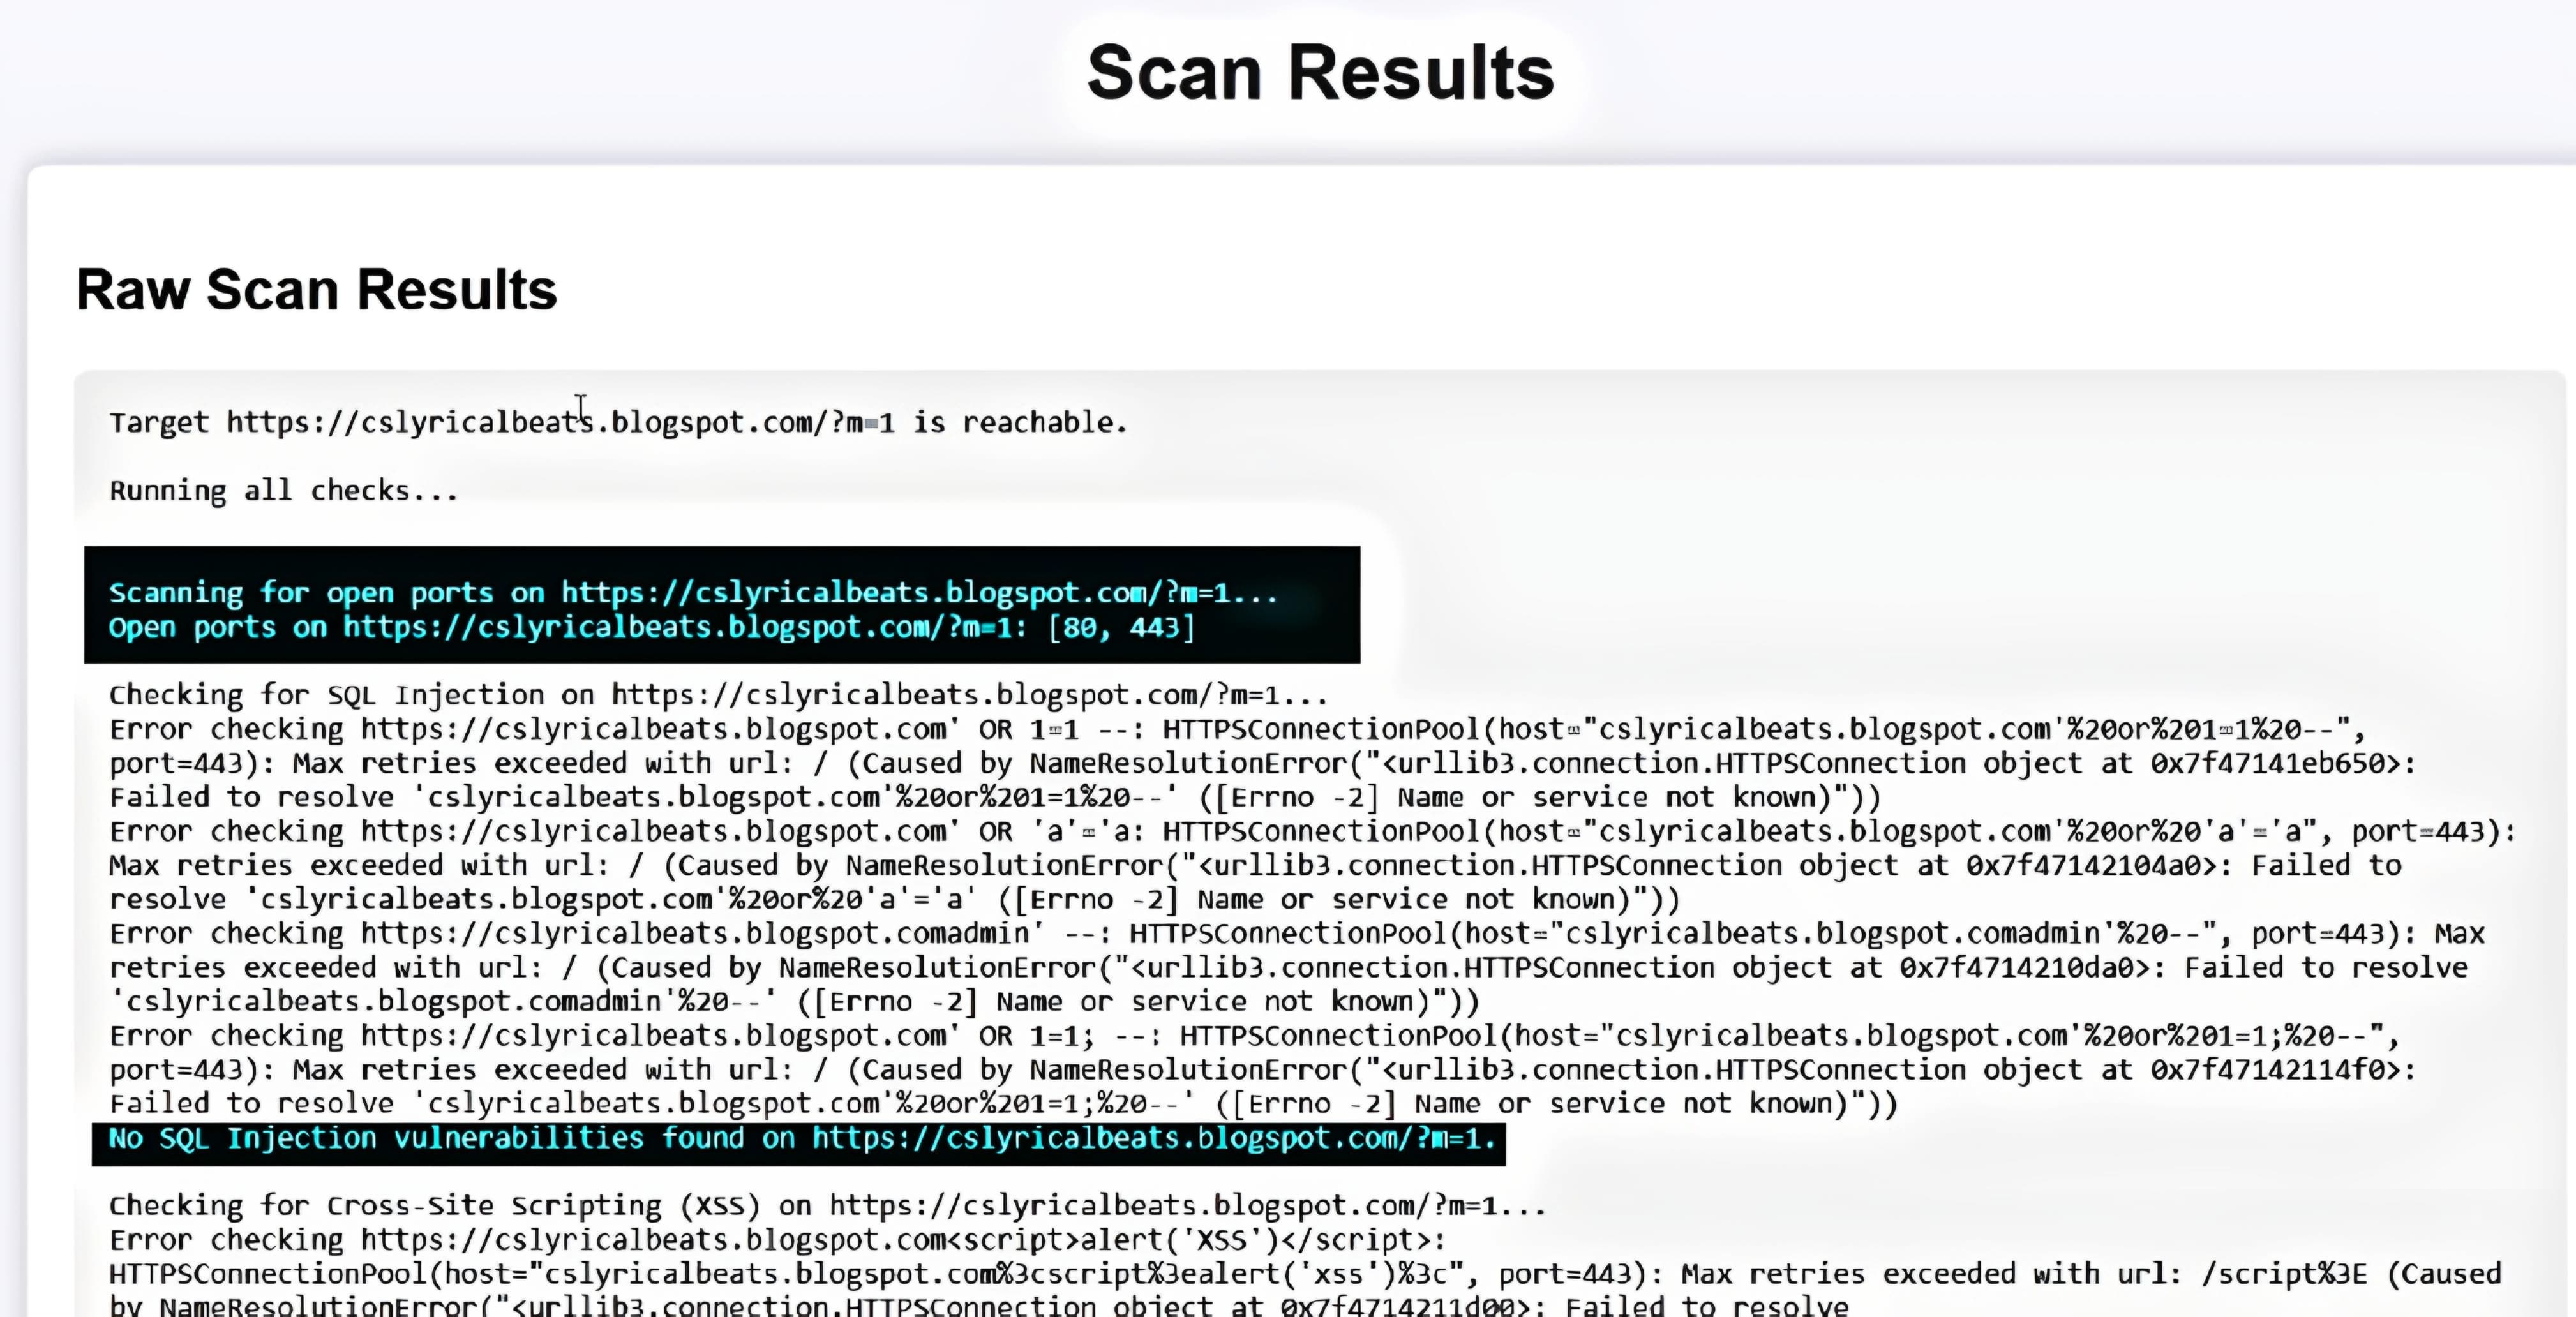 Scan Results
Raw Scan Results
Target https://cslyricalbeats.blogspot.com/?m=1 is reachable.
Running all checks...
Scanning for open ports on https://cslyricalbeats.blogspot.com/?m=1...
Open ports on https://cslyricalbeats.blogspot.com/?m=1: [80, 443]
Checking for SQL Injection on https://cslyricalbeats.blogspot.com/?m=1...
Error checking https://cslyricalbeats.blogspot.com' OR 1=1 --: HTTPSConnectionPool(host="cslyricalbeats.blogspot.com'%20or%201=1%20--",
port=443): Max retries exceeded with url: / (Caused by NameResolutionError("<urllib3.connection.HTTPSConnection object at 0x7f47141eb650>:
Failed to resolve 'cslyricalbeats.blogspot.com'%20or%201=1%20--' ([Errno -2] Name or service not known)"))
Error checking https://cslyricalbeats.blogspot.com' OR 'a'='a: HTTPSConnectionPool(host="cslyricalbeats.blogspot.com'%20or%20'a'='a", port=443):
Max retries exceeded with url: / (Caused by NameResolutionError("<urllib3.connection.HTTPSConnection object at 0x7f47142104a0>: Failed to
resolve 'cslyricalbeats.blogspot.com'%20or%20'a'='a' ([Errno -2] Name or service not known)"))
Error checking https://cslyricalbeats.blogspot.comadmin' --: HTTPSConnectionPool(host="cslyricalbeats.blogspot.comadmin'%20--", port=443): Max
retries exceeded with url: / (Caused by NameResolutionError("<urllib3.connection.HTTPSConnection object at 0x7f4714210da0>: Failed to resolve
'cslyricalbeats.blogspot.comadmin'%20--' ([Errno -2] Name or service not known)"))
Error checking https://cslyricalbeats.blogspot.com' OR 1=1; --: HTTPSConnectionPool(host="cslyricalbeats.blogspot.com'%20or%201=1;%20--",
port=443): Max retries exceeded with url: / (Caused by NameResolutionError("<urllib3.connection.HTTPSConnection object at 0x7f47142114f0>:
Failed to resolve 'cslyricalbeats.blogspot.com'%20or%201=1;%20--' ([Errno -2] Name or service not known)"))
No SQL Injection vulnerabilities found on https://cslyricalbeats.blogspot.com/?m=1.
Checking for Cross-Site Scripting (XSS) on https://cslyricalbeats.blogspot.com/?m=1...
Error checking https://cslyricalbeats.blogspot.com<script>alert('XSS')</script>:
HTTPSConnectionPool(host="cslyricalbeats.blogspot.com%3cscript%3ealert('xss')%3c", port=443): Max retries exceeded with url: /script%3E (Caused
by NameResolutionError("<urllib3.connection.HTTPSConnection object at 0x7f4714211d00>: Failed to resolve